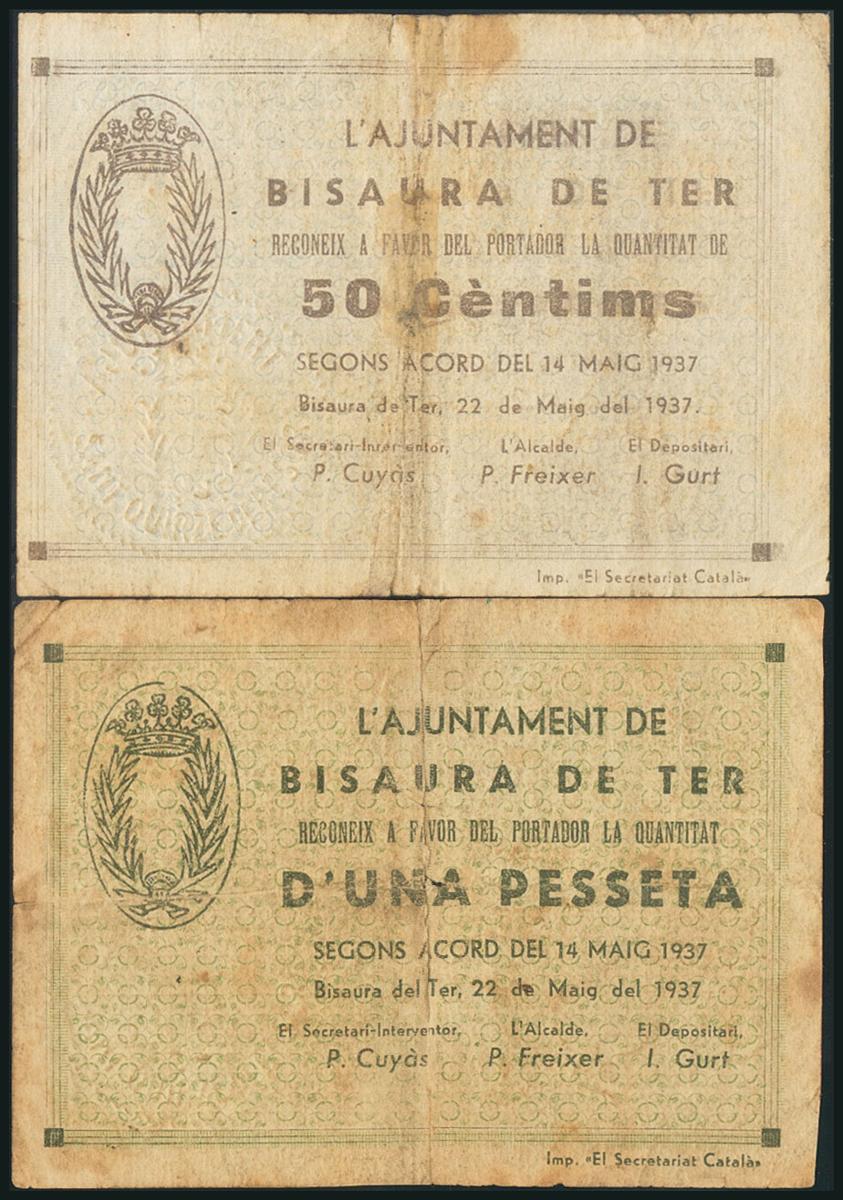 L'AJUNTAMENT DE
BISAURA DE TER
RECONEIX A FAVOR DEL PORTADOR LA QUANTITAT DE
50 Cèntims
SEGONS ACORD DEL 14 MAIG 1937
Bisaura de Ter, 22 de Maig del 1937.
El Secretari-Interventor, L'Alcalde, El Depositari,
P. Cuyàs P. Freixer I. Gurt
Imp. «El Secretariat Català»
L'AJUNTAMENT DE
BISAURA DE TER
RECONEIX A FAVOR DEL PORTADOR LA QUANTITAT
D'UNA PESSETA
SEGONS ACORD DEL 14 MAIG 1937
Bisaura del Ter, 22 de Maig del 1937
El Secretari-Interventor, L'Alcalde, El Depositari,
P. Cuyàs P. Freixer I. Gurt
Imp. «El Secretariat Català»